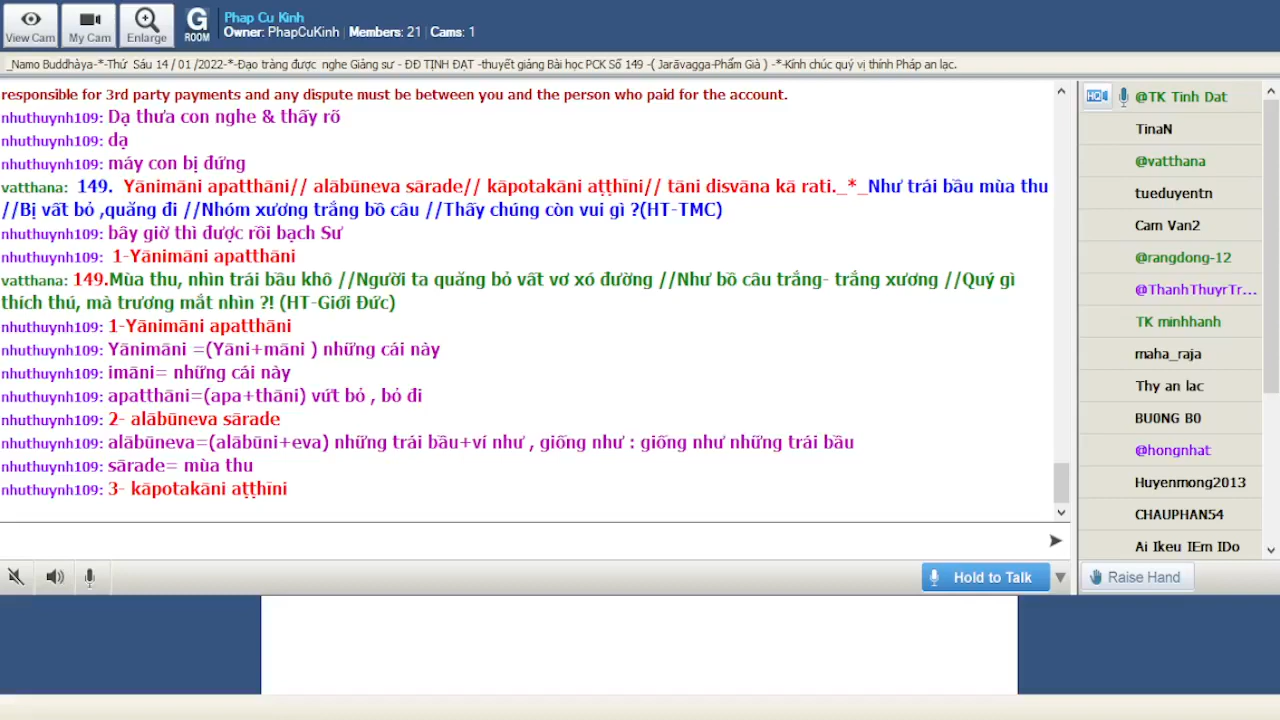 View Cam
My Cam
Enlarge
G
ROOM
Phap Cu Kinh
Owner: PhapCuKinh | Members: 21 | Cams: 1
_Namo Buddhàya-*-Thứ Sáu 14 / 01 /2022-*-Đạo tràng được nghe Giảng sư - ĐĐ TỊNH ĐẠT -thuyết giảng Bài học PCK Số 149 -( Jarāvagga-Phẩm Già ) -*-Kính chúc quý vị thính Pháp an lạc.
responsible for 3rd party payments and any dispute must be between you and the person who paid for the account.
nhuthuynh109: Dạ thưa con nghe & thấy rõ
nhuthuynh109: dạ
nhuthuynh109: máy con bị đứng
vatthana: 149. Yānimāni apatthāni// alābūneva sārade// kāpotakāni aṭṭhīni// tāni disvāna kā rati._*_Như trái bầu mùa thu
//Bị vất bỏ ,quăng đi //Nhóm xương trắng bồ câu //Thấy chúng còn vui gì ?(HT-TMC)
nhuthuynh109: bây giờ thì được rồi bạch Sư
nhuthuynh109: 1-Yānimāni apatthāni
vatthana: 149.Mùa thu, nhìn trái bầu khô //Người ta quăng bỏ vất vơ xó đường //Như bồ câu trắng- trắng xương //Quý gì
thích thú, mà trương mắt nhìn ?! (HT-Giới Đức)
nhuthuynh109: 1-Yānimāni apatthāni
nhuthuynh109: Yānimāni =(Yāni+māni ) những cái này
nhuthuynh109: imāni= những cái này
nhuthuynh109: apatthāni=(apa+thāni) vứt bỏ , bỏ đi
nhuthuynh109: 2- alābūneva sārade
nhuthuynh109: alābūneva=(alābūni+eva) những trái bầu+ví như , giống như : giống như những trái bầu
nhuthuynh109: sārade= mùa thu
nhuthuynh109: 3- kāpotakāni aṭṭhīni
Hold to Talk
@TK Tinh Dat
TinaN
@vatthana
tueduyentn
Cam Van2
@rangdong-12
@ThanhThuyrTr...
TK minhhanh
maha_raja
Thy an lac
BU0NG B0
@hongnhat
Huyenmong2013
CHAUPHAN54
Ai lkeu IEm IDo
Raise Hand